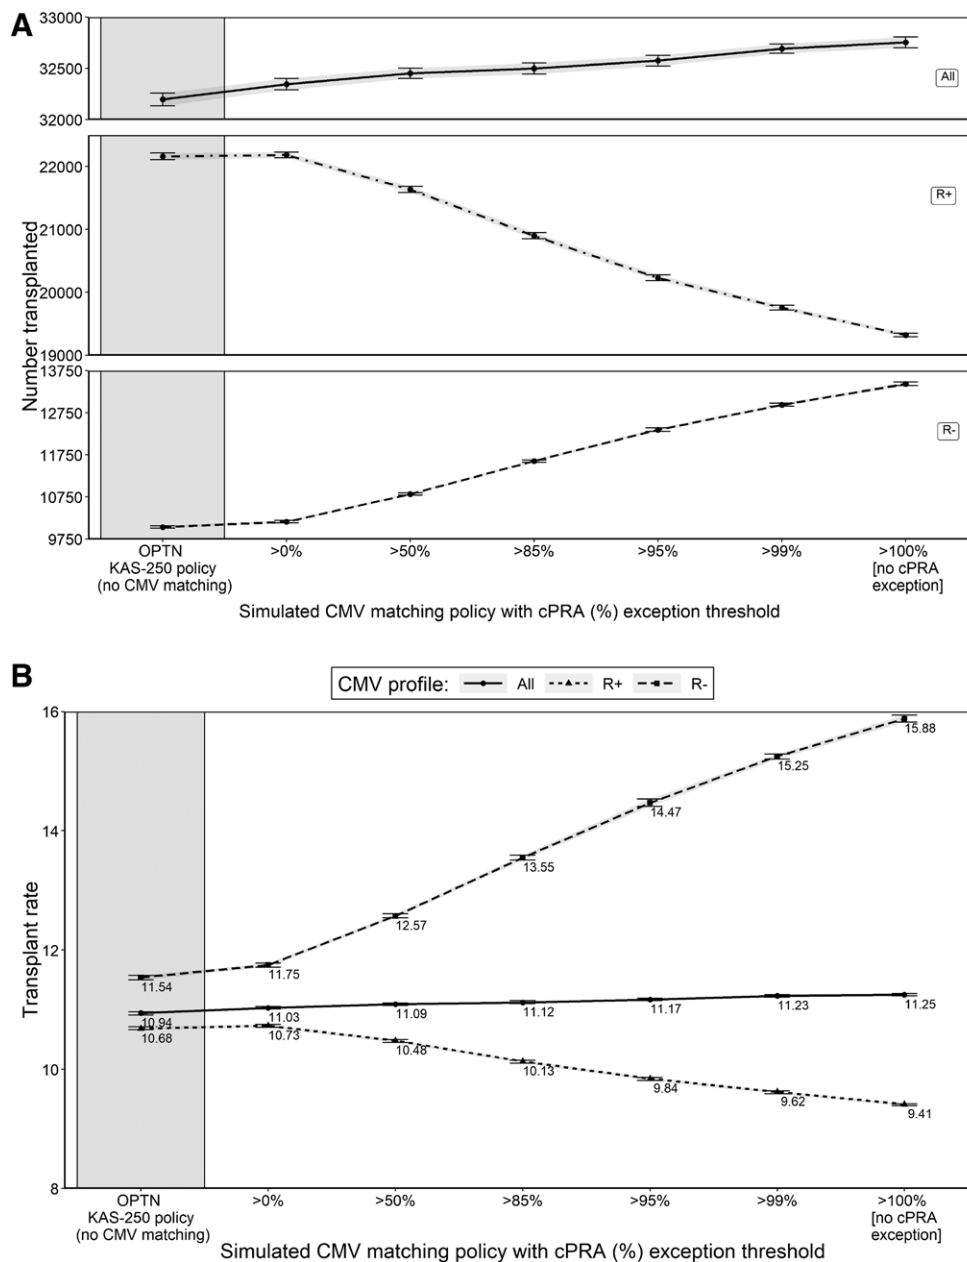 A
33000
32500
32000
All
22000
21000
20000
19000
R+
13750
12750
11750
10750
9750
R-
Number transplanted
OPTN
KAS-250 policy
(no CMV matching)
>0%
>50%
>85%
>95%
>99%
>100%
[no cPRA
exception]
Simulated CMV matching policy with cPRA (%) exception threshold
B
CMV profile: All R+ R-
16
14
12
10
8
Transplant rate
11.54
11.75
12.57
13.55
14.47
15.25
15.88
10.94
11.03
11.09
11.12
11.17
11.23
11.25
10.68
10.73
10.48
10.13
9.84
9.62
9.41
OPTN
KAS-250 policy
(no CMV matching)
>0%
>50%
>85%
>95%
>99%
>100%
[no cPRA
exception]
Simulated CMV matching policy with cPRA (%) exception threshold